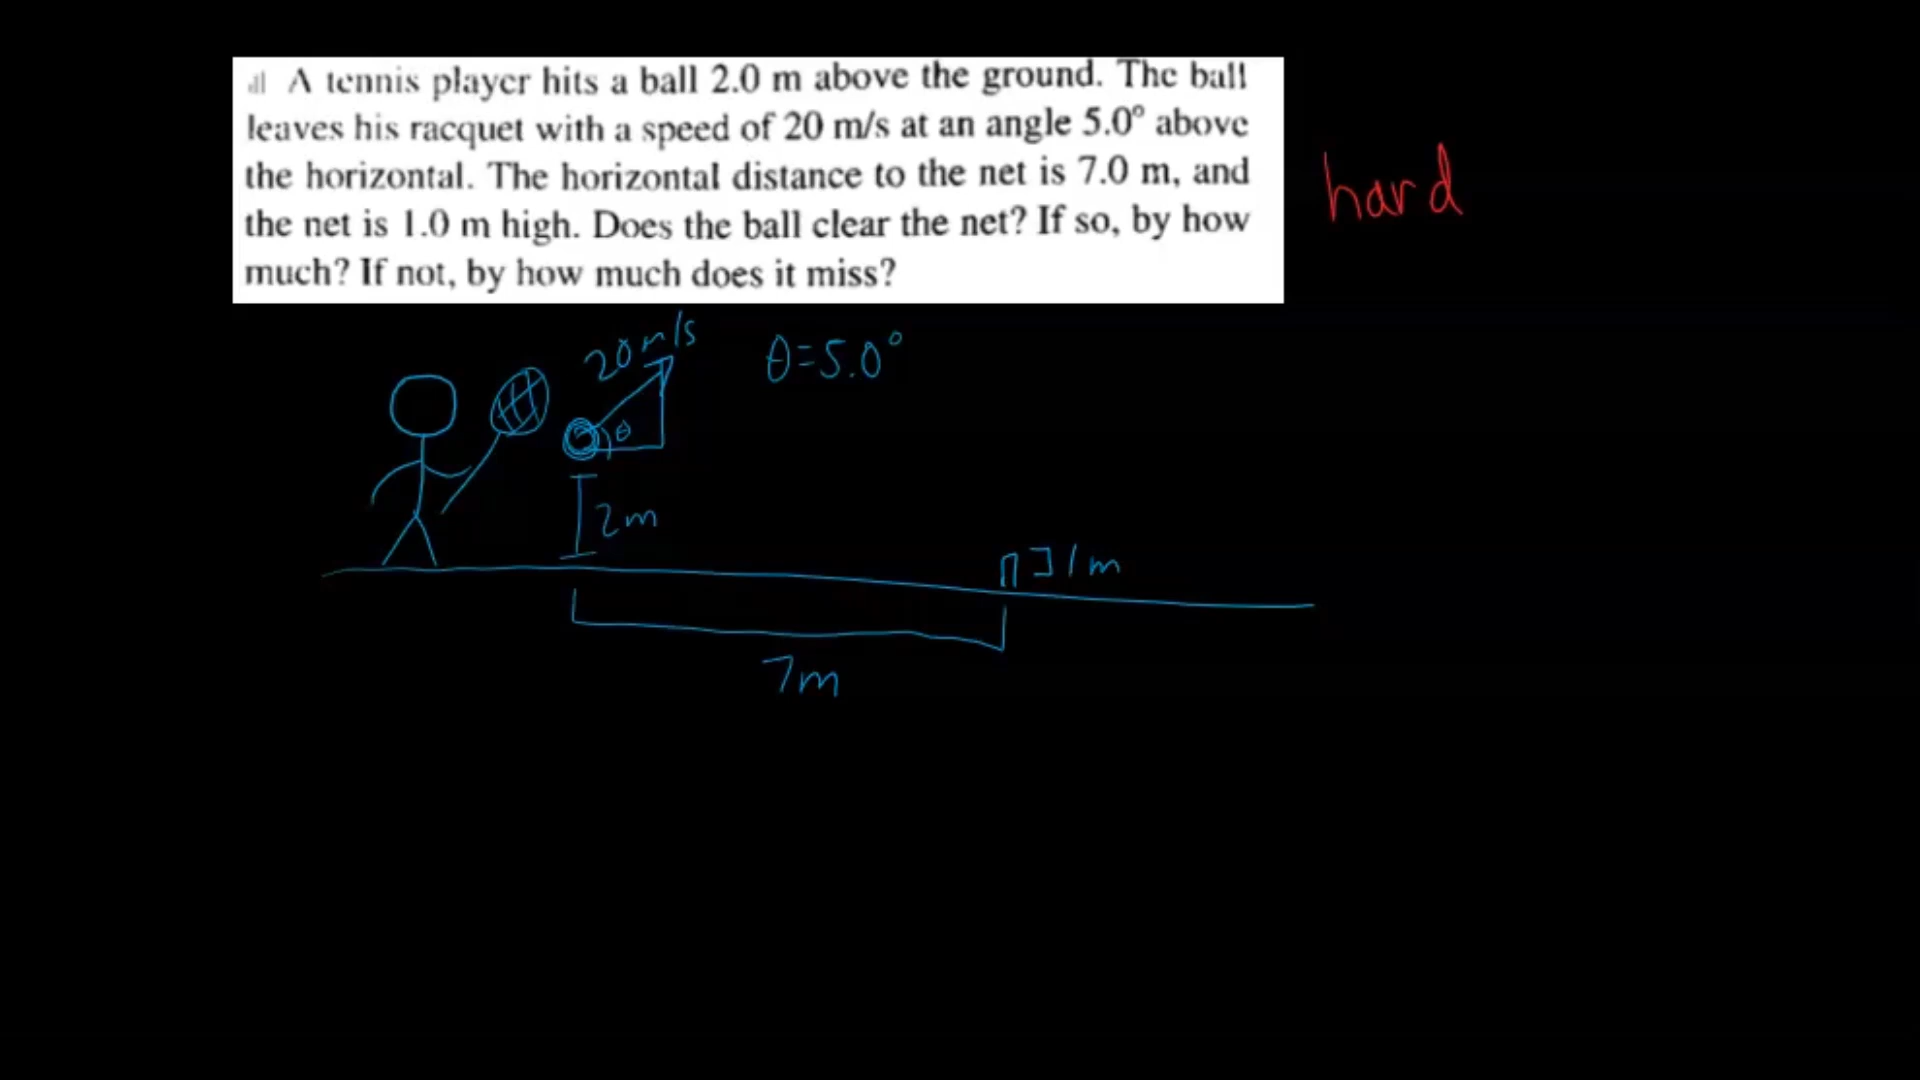 A tennis player hits a ball 2.0 m above the ground. The ball
leaves his racquet with a speed of 20 m/s at an angle 5.0° above
the horizontal. The horizontal distance to the net is 7.0 m, and
the net is 1.0 m high. Does the ball clear the net? If so, by how
much? If not, by how much does it miss?
hard
20m/s
θ=5.0°
θ
2m
1m
7m